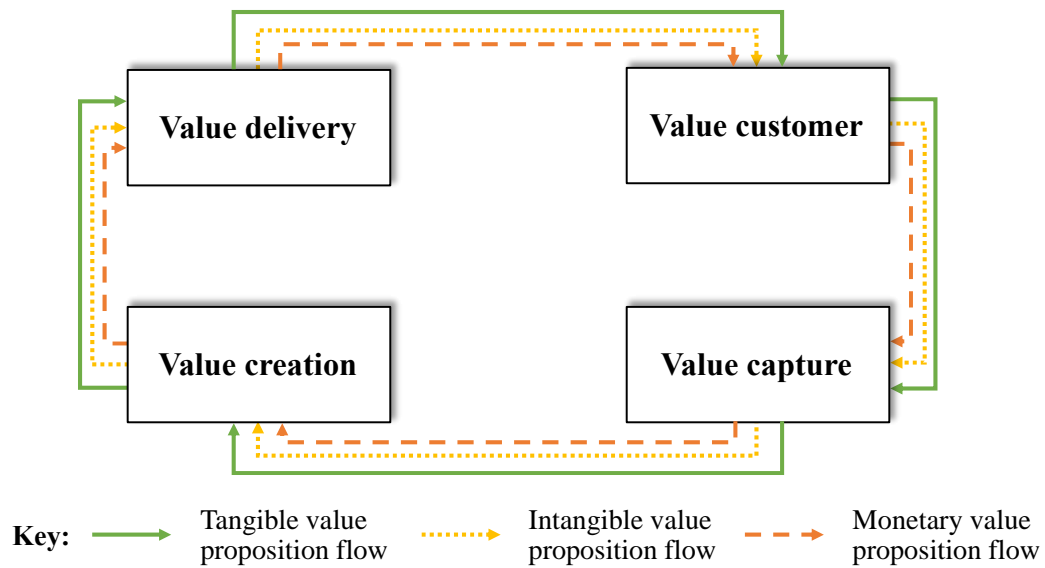 Value delivery
Value customer
Value creation
Value capture
Key:
Tangible value
proposition flow
Intangible value
proposition flow
Monetary value
proposition flow